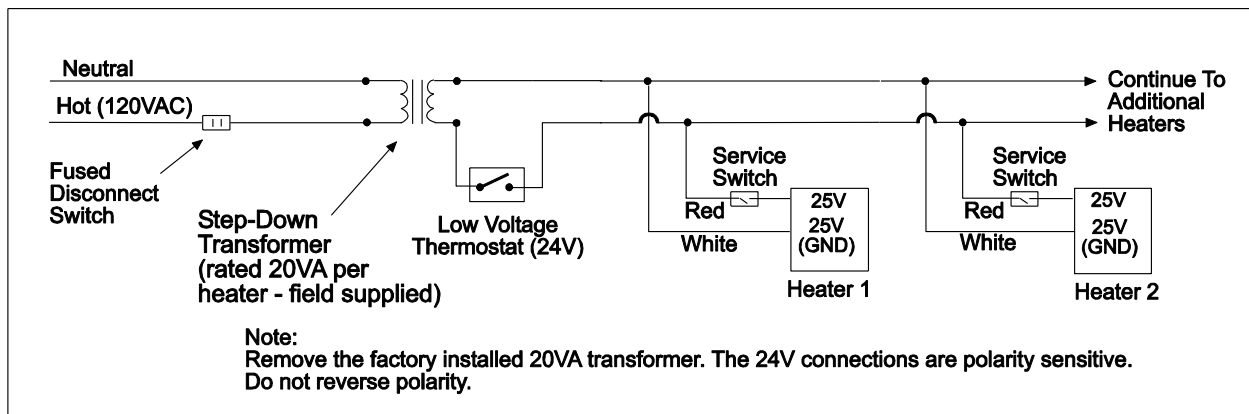 Neutral
Hot (120VAC)
Fused
Disconnect
Switch
Step-Down
Transformer
(rated 20VA per
heater - field supplied)
Low Voltage
Thermostat (24V)
Service
Switch
Red
White
25V
25V
(GND)
Heater 1
Service
Switch
Red
White
25V
25V
(GND)
Heater 2
Continue To
Additional
Heaters
Note:
Remove the factory installed 20VA transformer. The 24V connections are polarity sensitive.
Do not reverse polarity.